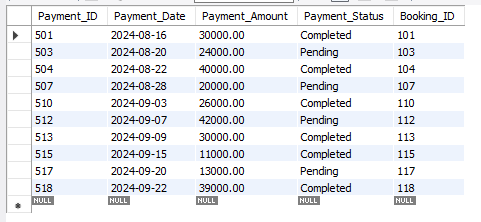 Payment_ID Payment_Date Payment_Amount Payment_Status Booking_ID
501 2024-08-16 30000.00 Completed 101
503 2024-08-20 24000.00 Pending 103
504 2024-08-22 40000.00 Completed 104
507 2024-08-28 20000.00 Pending 107
510 2024-09-03 26000.00 Completed 110
512 2024-09-07 42000.00 Pending 112
513 2024-09-09 30000.00 Completed 113
515 2024-09-15 11000.00 Completed 115
517 2024-09-20 13000.00 Pending 117
518 2024-09-22 39000.00 Completed 118
NULL NULL NULL NULL NULL